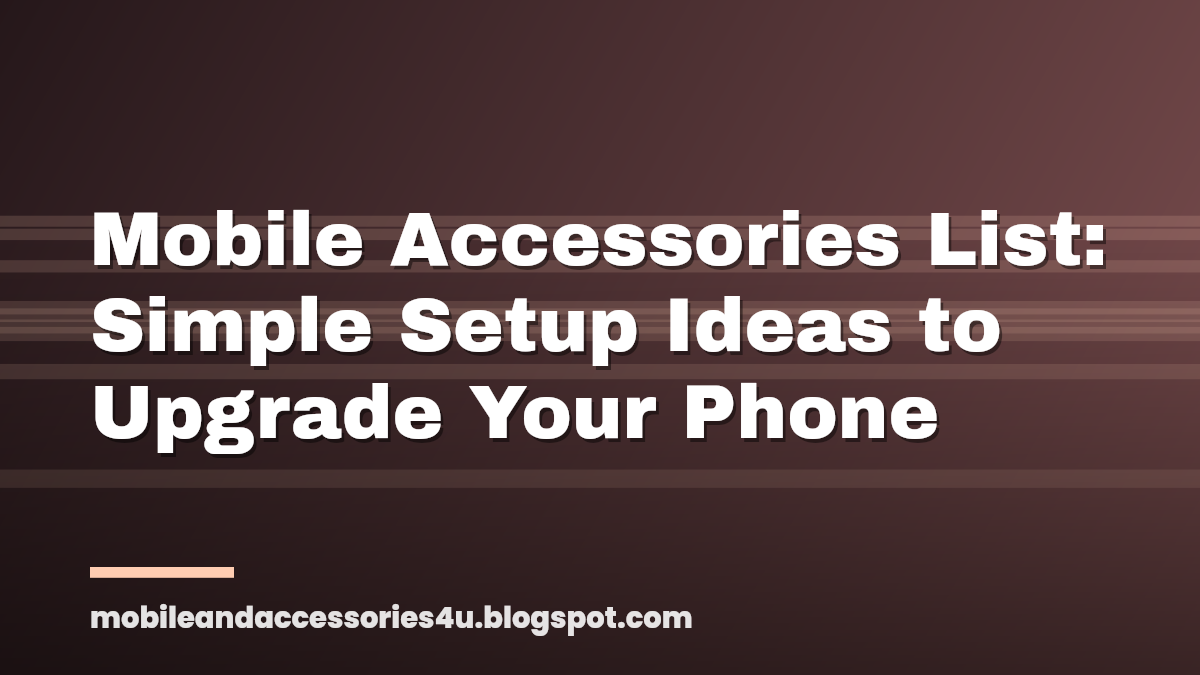 Mobile Accessories List:
Simple Setup Ideas to
Upgrade Your Phone
mobileandaccessories4u.blogspot.com